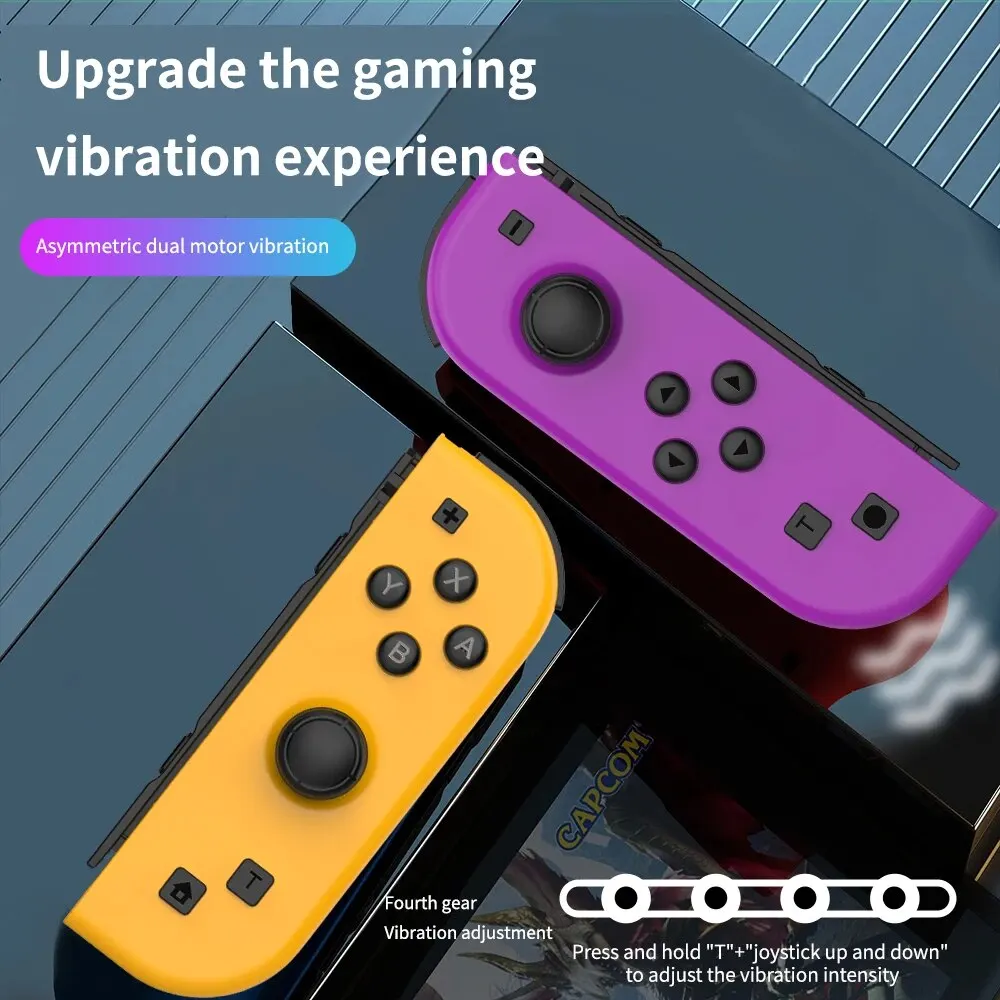 Upgrade the gaming
vibration experience
Asymmetric dual motor vibration
Y
X
B
A
T
T
CAPCOM
Fourth gear
Vibration adjustment
Press and hold "T"+"joystick up and down"
to adjust the vibration intensity